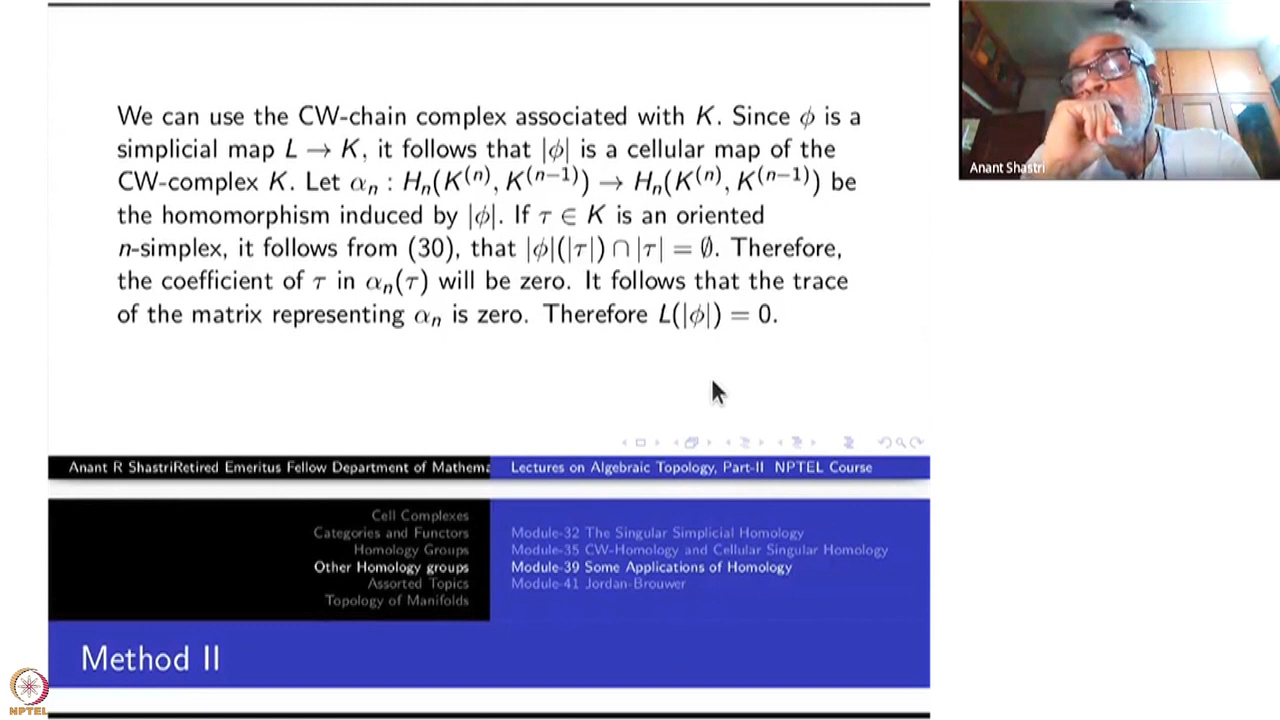 We can use the CW-chain complex associated with K. Since ϕ is a
simplicial map L → K, it follows that |ϕ| is a cellular map of the
CW-complex K. Let αₙ : Hₙ(K⁽ⁿ⁾, K⁽ⁿ⁻¹⁾) → Hₙ(K⁽ⁿ⁾, K⁽ⁿ⁻¹⁾) be
the homomorphism induced by |ϕ|. If τ ∈ K is an oriented
n-simplex, it follows from (30), that |ϕ|(|τ|) ∩ |τ| = ∅. Therefore,
the coefficient of τ in αₙ(τ) will be zero. It follows that the trace
of the matrix representing αₙ is zero. Therefore L(|ϕ|) = 0.
Anant Shastri
Anant R ShastriRetired Emeritus Fellow Department of Mathema
Lectures on Algebraic Topology, Part-II NPTEL Course
Cell Complexes
Categories and Functors
Homology Groups
Other Homology groups
Assorted Topics
Topology of Manifolds
Module-32 The Singular Simplicial Homology
Module-35 CW-Homology and Cellular Singular Homology
Module-39 Some Applications of Homology
Module-41 Jordan-Brouwer
Method II
NPTEL